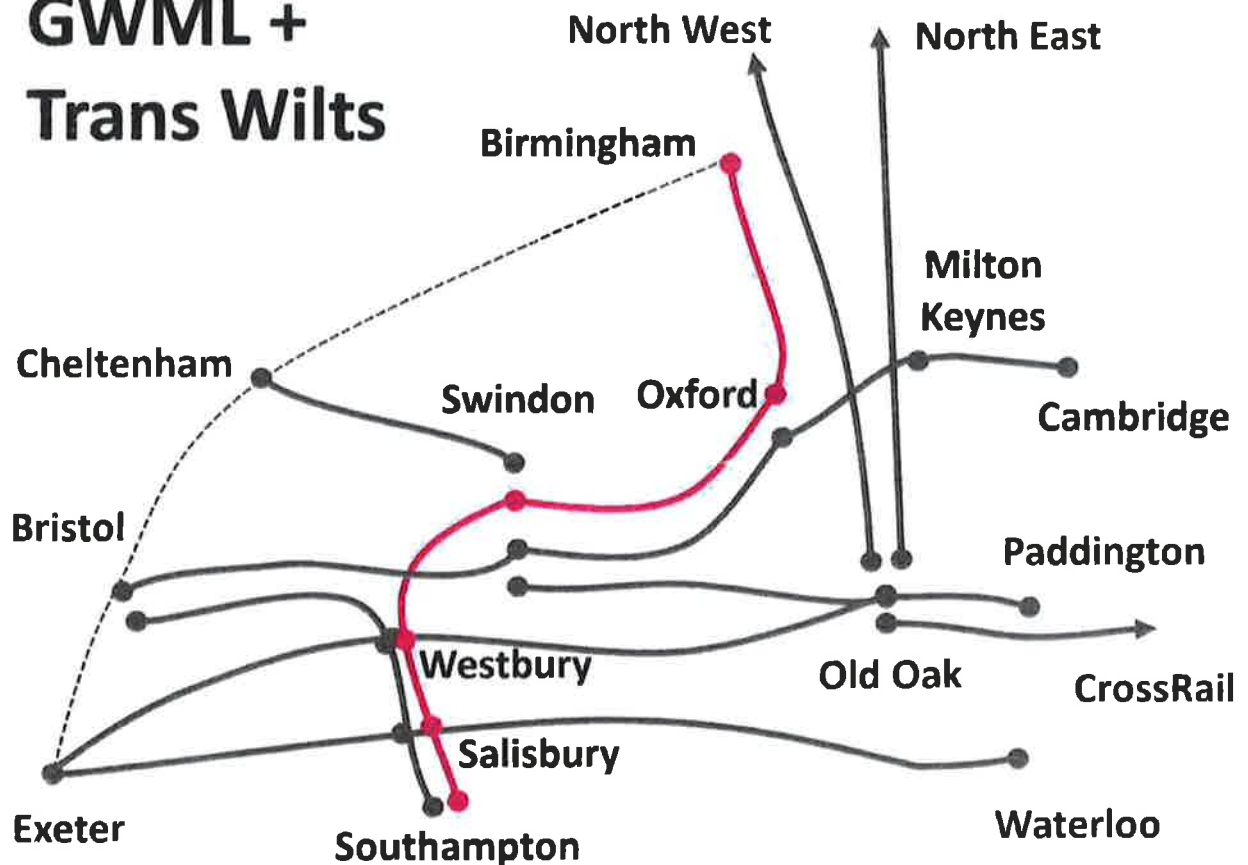 GWML +
Trans Wilts
North West
North East
Birmingham
Milton
Keynes
Cheltenham
Swindon
Oxford
Cambridge
Bristol
Paddington
Westbury
Old Oak
CrossRail
Salisbury
Exeter
Southampton
Waterloo